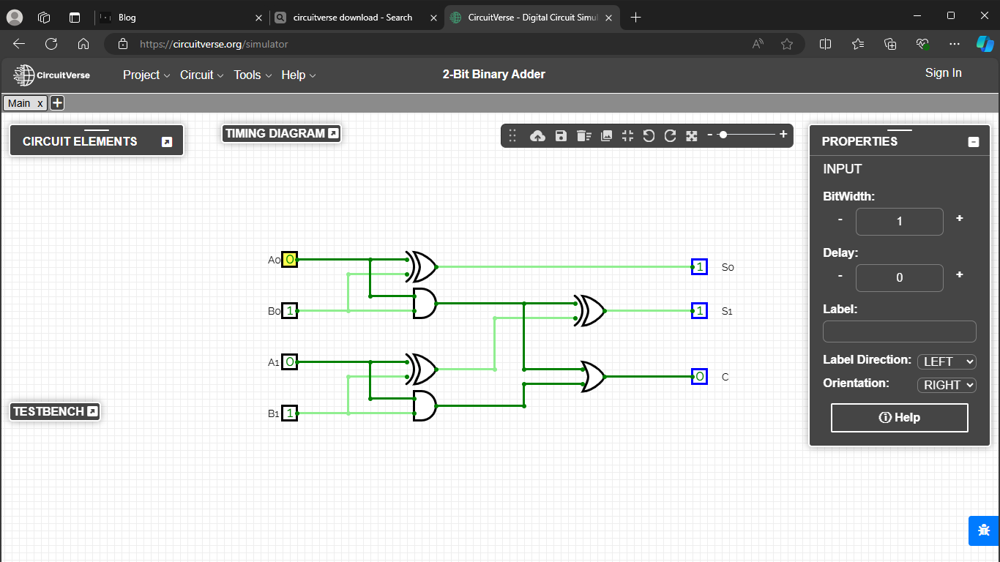 Blog
circuitverse download - Search
CircuitVerse - Digital Circuit Simul
https://circuitverse.org/simulator
CircuitVerse
Project
Circuit
Tools
Help
2-Bit Binary Adder
Sign In
Main x
CIRCUIT ELEMENTS
TIMING DIAGRAM
- +
PROPERTIES
INPUT
BitWidth:
- 1 +
Delay:
- 0 +
Label:
Label Direction: LEFT
Orientation: RIGHT
Help
A0 0
1 S0
B0 1
1 S1
A1 0
0 C
B1 1
TESTBENCH